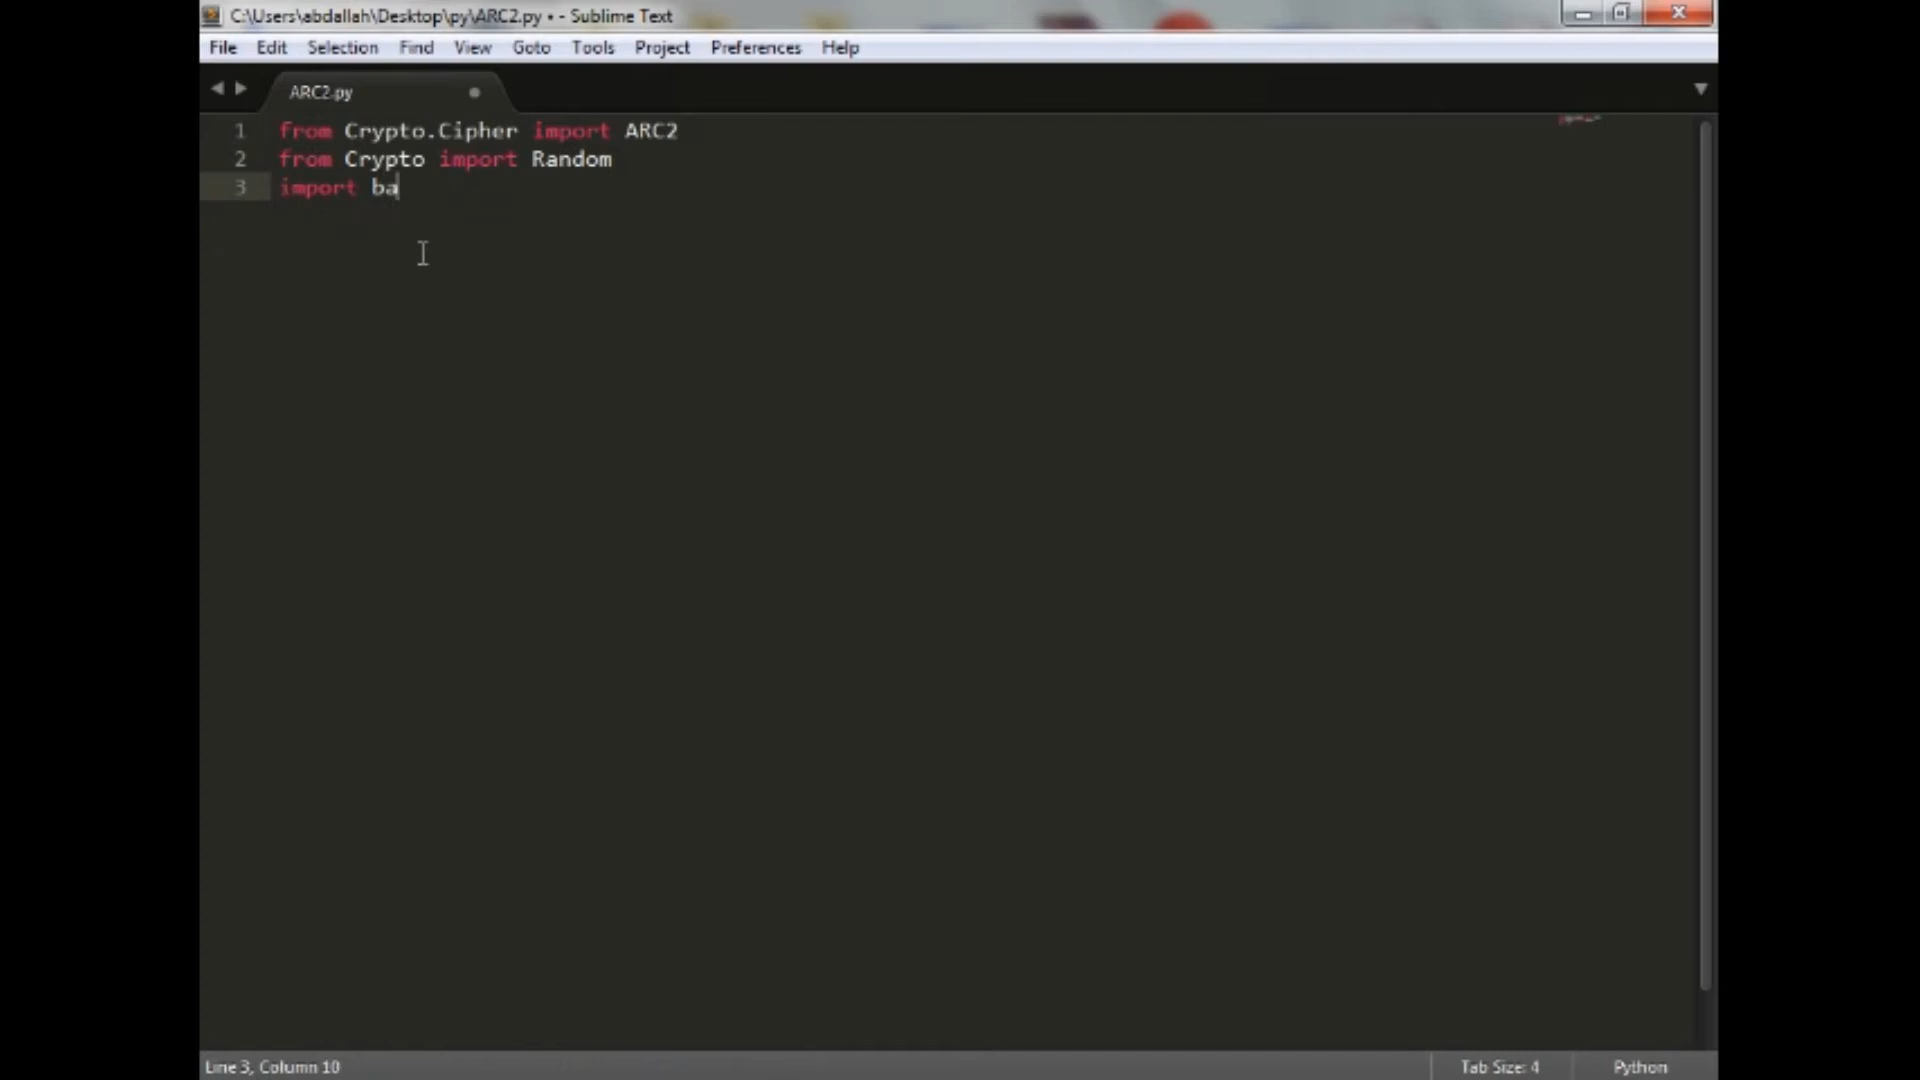 C:\Users\abdallah\Desktop\py\ARC2.py • - Sublime Text
File Edit Selection Find View Goto Tools Project Preferences Help
ARC2.py
1 from Crypto.Cipher import ARC2
2 from Crypto import Random
3 import ba
Line 3, Column 10
Tab Size: 4
Python